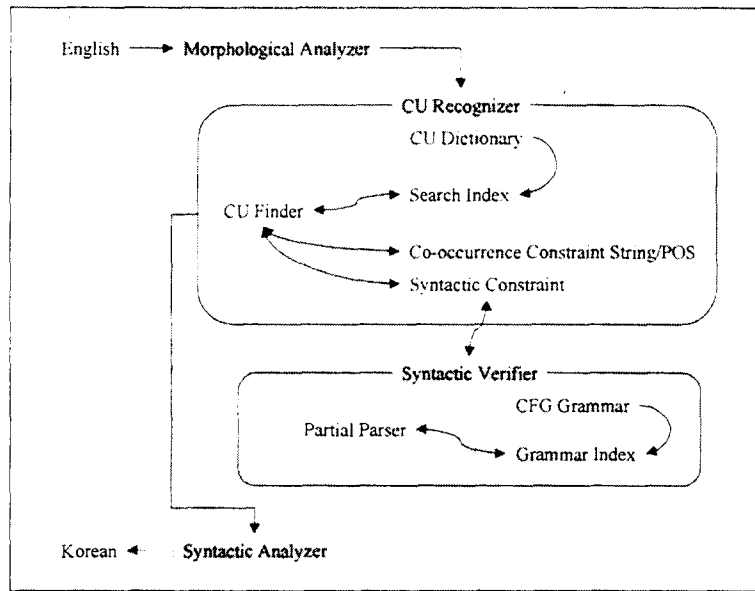 English
Morphological Analyzer
CU Recognizer
CU Dictionary
Search Index
CU Finder
Co-occurrence Constraint String/POS
Syntactic Constraint
Syntactic Verifier
CFG Grammar
Partial Parser
Grammar Index
Korean
Syntactic Analyzer